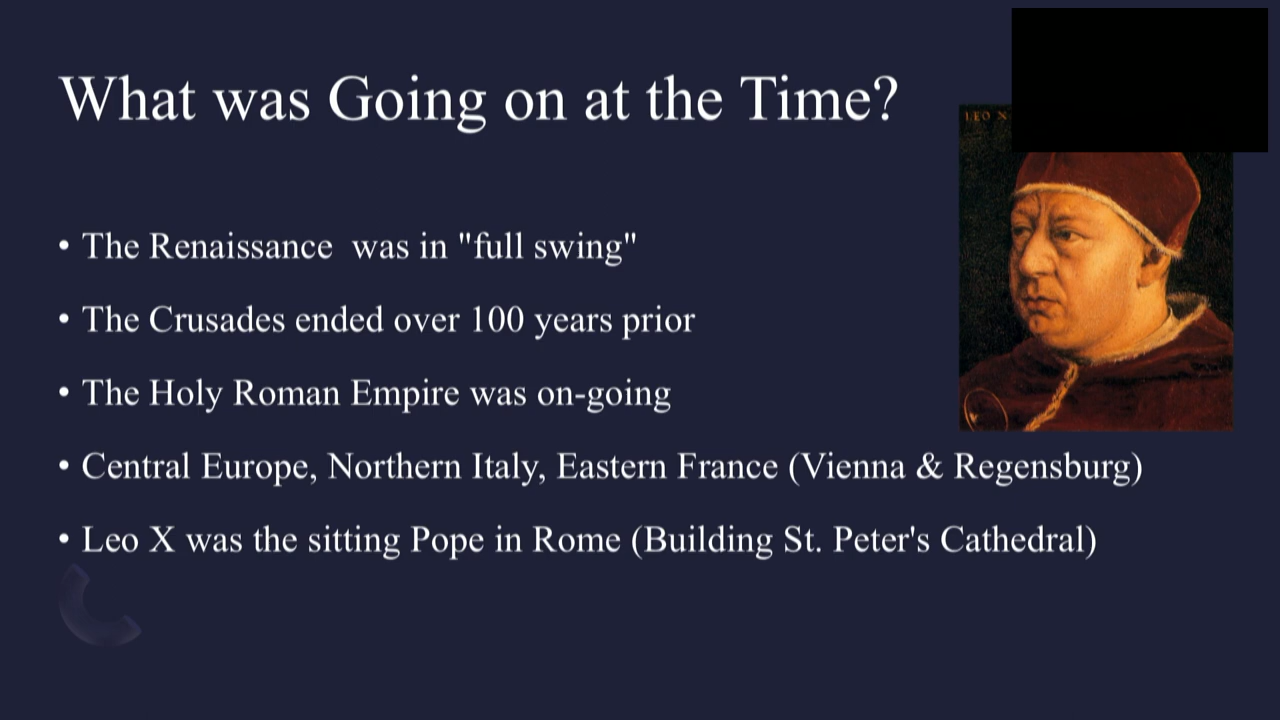 What was Going on at the Time?
LEO X
• The Renaissance  was in "full swing"
• The Crusades ended over 100 years prior
• The Holy Roman Empire was on-going
• Central Europe, Northern Italy, Eastern France (Vienna & Regensburg)
• Leo X was the sitting Pope in Rome (Building St. Peter's Cathedral)